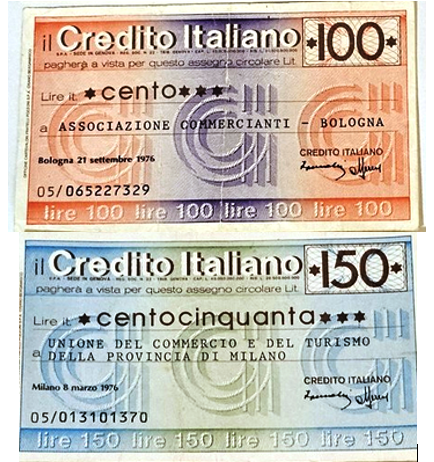 il Credito Italiano *100*
pagherà a vista per questo assegno circolare Lit.
Lire it. *cento***
a ASSOCIAZIONE COMMERCIANTI - BOLOGNA
Bologna 21 settembre 1976 CREDITO ITALIANO
05/065227329
lire 100 lire 100 lire 100 lire 100
il Credito Italiano *150*
pagherà a vista per questo assegno circolare Lit.
Lire it. *centocinquanta***
a UNIONE DEL COMMERCIO E DEL TURISMO
DELLA PROVINCIA DI MILANO
Milano 8 marzo 1976 CREDITO ITALIANO
05/013101370
lire 150 lire 150 lire 150 lire 150